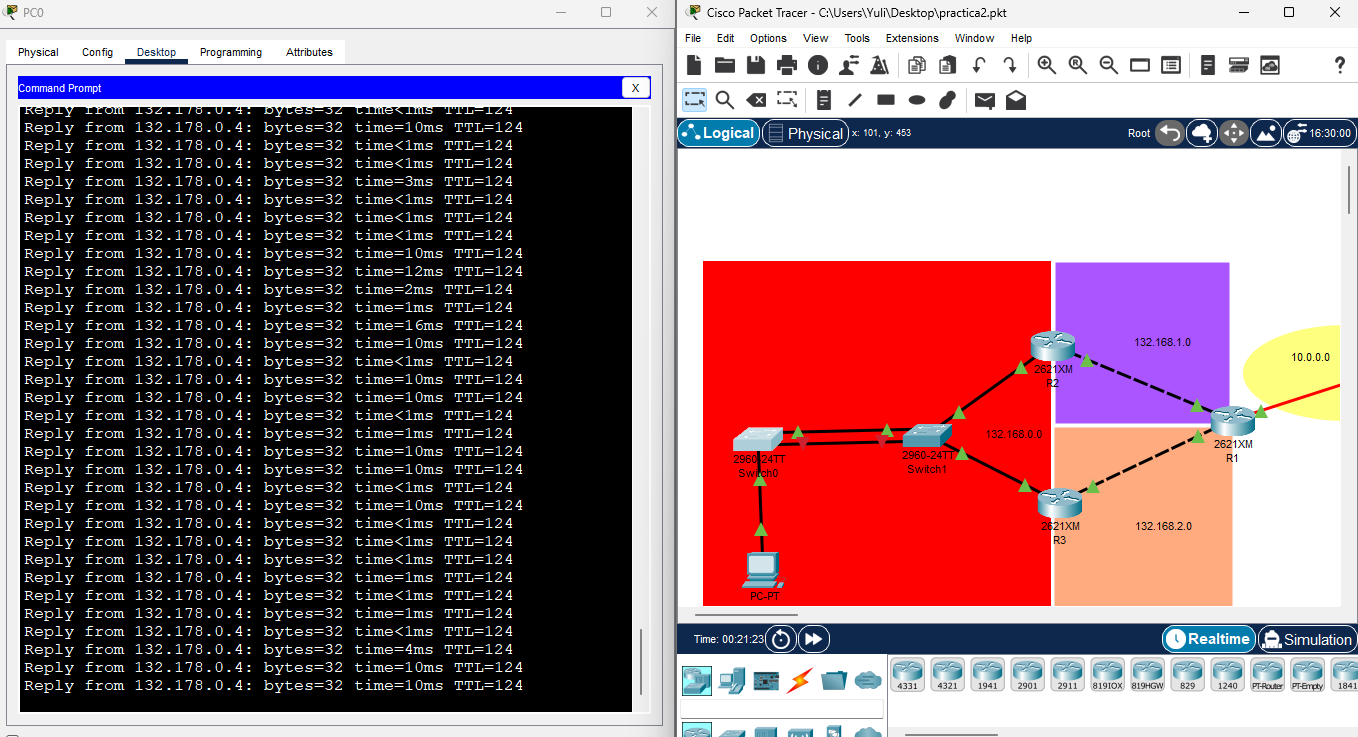 PC0
Physical Config Desktop Programming Attributes
Command Prompt X
Reply from 132.178.0.4: bytes=32 time<1ms TTL=124
Reply from 132.178.0.4: bytes=32 time=10ms TTL=124
Reply from 132.178.0.4: bytes=32 time<1ms TTL=124
Reply from 132.178.0.4: bytes=32 time<1ms TTL=124
Reply from 132.178.0.4: bytes=32 time=3ms TTL=124
Reply from 132.178.0.4: bytes=32 time<1ms TTL=124
Reply from 132.178.0.4: bytes=32 time<1ms TTL=124
Reply from 132.178.0.4: bytes=32 time<1ms TTL=124
Reply from 132.178.0.4: bytes=32 time=10ms TTL=124
Reply from 132.178.0.4: bytes=32 time=12ms TTL=124
Reply from 132.178.0.4: bytes=32 time=2ms TTL=124
Reply from 132.178.0.4: bytes=32 time=1ms TTL=124
Reply from 132.178.0.4: bytes=32 time=16ms TTL=124
Reply from 132.178.0.4: bytes=32 time=10ms TTL=124
Reply from 132.178.0.4: bytes=32 time<1ms TTL=124
Reply from 132.178.0.4: bytes=32 time=10ms TTL=124
Reply from 132.178.0.4: bytes=32 time=10ms TTL=124
Reply from 132.178.0.4: bytes=32 time<1ms TTL=124
Reply from 132.178.0.4: bytes=32 time=1ms TTL=124
Reply from 132.178.0.4: bytes=32 time=10ms TTL=124
Reply from 132.178.0.4: bytes=32 time=10ms TTL=124
Reply from 132.178.0.4: bytes=32 time<1ms TTL=124
Reply from 132.178.0.4: bytes=32 time=10ms TTL=124
Reply from 132.178.0.4: bytes=32 time<1ms TTL=124
Reply from 132.178.0.4: bytes=32 time<1ms TTL=124
Reply from 132.178.0.4: bytes=32 time<1ms TTL=124
Reply from 132.178.0.4: bytes=32 time=1ms TTL=124
Reply from 132.178.0.4: bytes=32 time<1ms TTL=124
Reply from 132.178.0.4: bytes=32 time<1ms TTL=124
Reply from 132.178.0.4: bytes=32 time=4ms TTL=124
Reply from 132.178.0.4: bytes=32 time=10ms TTL=124
Reply from 132.178.0.4: bytes=32 time=10ms TTL=124
Cisco Packet Tracer - C:\Users\Yuli\Desktop\practica2.pkt
File Edit Options View Tools Extensions Window Help
Logical Physical x: 101, y: 453 Root 16:30:00
132.168.1.0
10.0.0.0
2621XM
R2
132.168.0.0
2621XM
R1
2960-24TT
Switch0
2960-24TT
Switch1
2621XM
R3
132.168.2.0
PC-PT
Time: 00:21:23 Realtime Simulation
4331 4321 1941 2901 2911 819IOX 819HGW 829 1240 PT-Router PT-Empty 1841